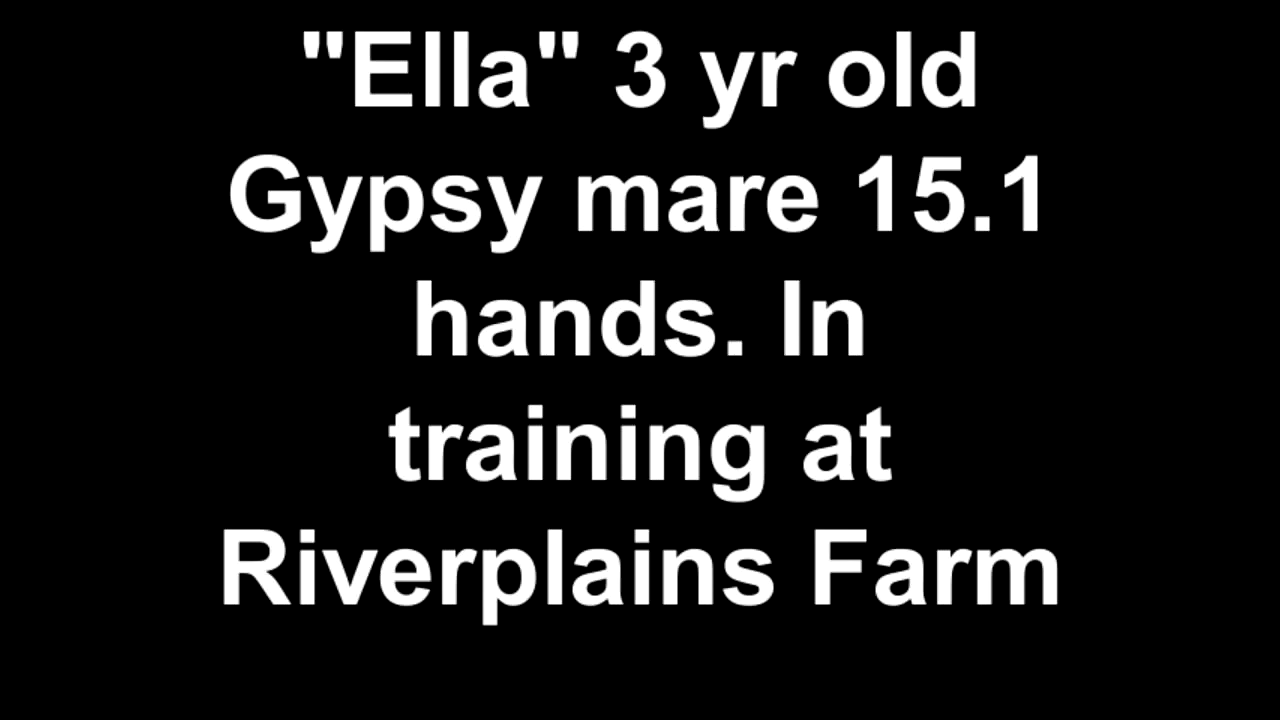 "Ella" 3 yr old
Gypsy mare 15.1
hands. In
training at
Riverplains Farm